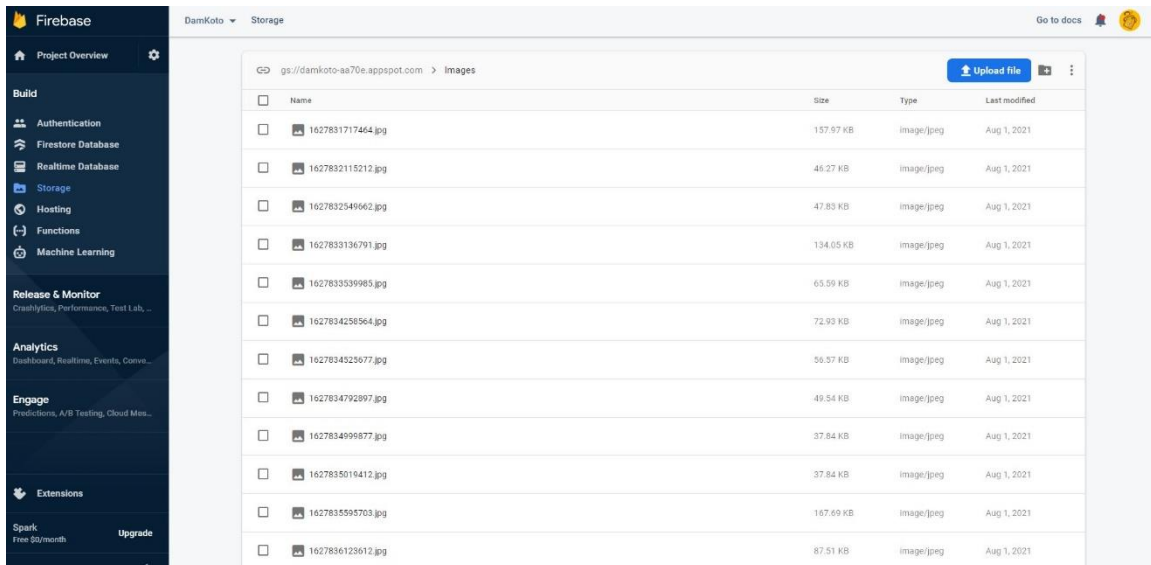 Firebase
Project Overview
Build
Authentication
Firestore Database
Realtime Database
Storage
Hosting
Functions
Machine Learning
Release & Monitor
Crashlytics, Performance, Test Lab, ...
Analytics
Dashboard, Realtime, Events, Conve...
Engage
Predictions, A/B Testing, Cloud Mes...
Extensions
Spark
Free $0/month
Upgrade
DamKoto Storage Go to docs
gs://damkoto-aa70e.appspot.com > Images Upload file
Name Size Type Last modified
1627831717464.jpg 157.97 KB image/jpeg Aug 1, 2021
1627832115212.jpg 46.27 KB image/jpeg Aug 1, 2021
1627832549662.jpg 47.83 KB image/jpeg Aug 1, 2021
1627833136791.jpg 134.05 KB image/jpeg Aug 1, 2021
1627833539985.jpg 65.59 KB image/jpeg Aug 1, 2021
1627834258564.jpg 72.93 KB image/jpeg Aug 1, 2021
1627834525677.jpg 56.57 KB image/jpeg Aug 1, 2021
1627834792897.jpg 49.54 KB image/jpeg Aug 1, 2021
1627834999877.jpg 37.84 KB image/jpeg Aug 1, 2021
1627835019412.jpg 37.84 KB image/jpeg Aug 1, 2021
1627835595703.jpg 167.69 KB image/jpeg Aug 1, 2021
1627836123612.jpg 87.51 KB image/jpeg Aug 1, 2021